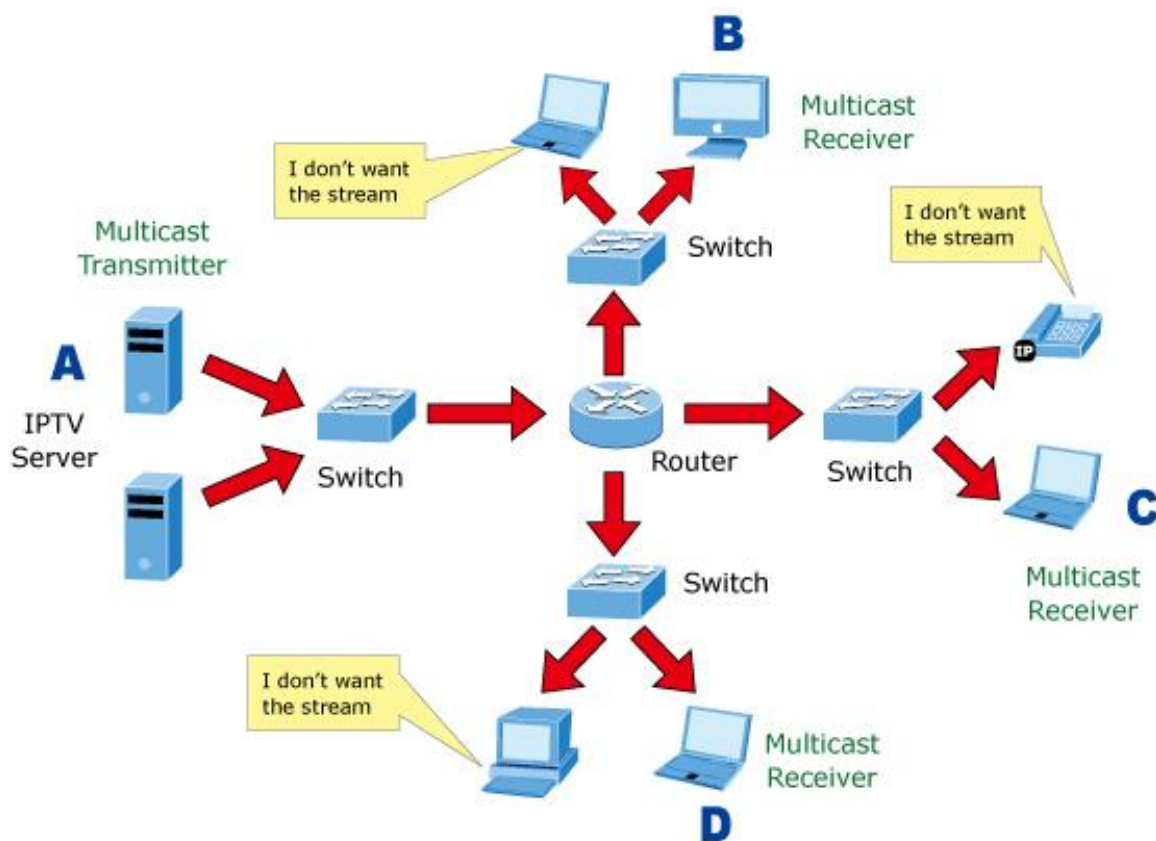 B
Multicast
Receiver
I don't want
the stream
Switch
I don't want
the stream
Multicast
Transmitter
A
IPTV
Server
Switch
Router
IP
Switch
C
Multicast
Receiver
Switch
I don't want
the stream
Multicast
Receiver
D